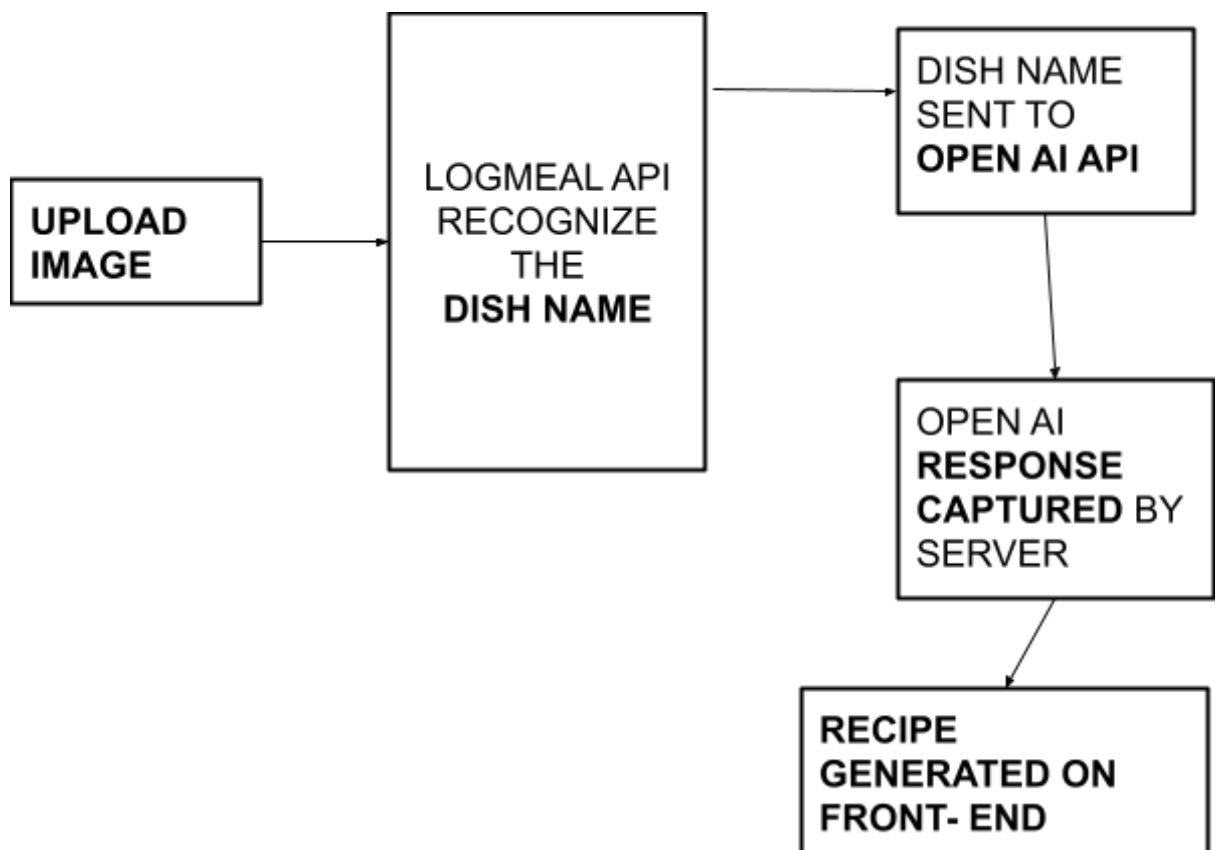 UPLOAD
IMAGE
LOGMEAL API
RECOGNIZE
THE
DISH NAME
DISH NAME
SENT TO
OPEN AI API
OPEN AI
RESPONSE
CAPTURED BY
SERVER
RECIPE
GENERATED ON
FRONT- END